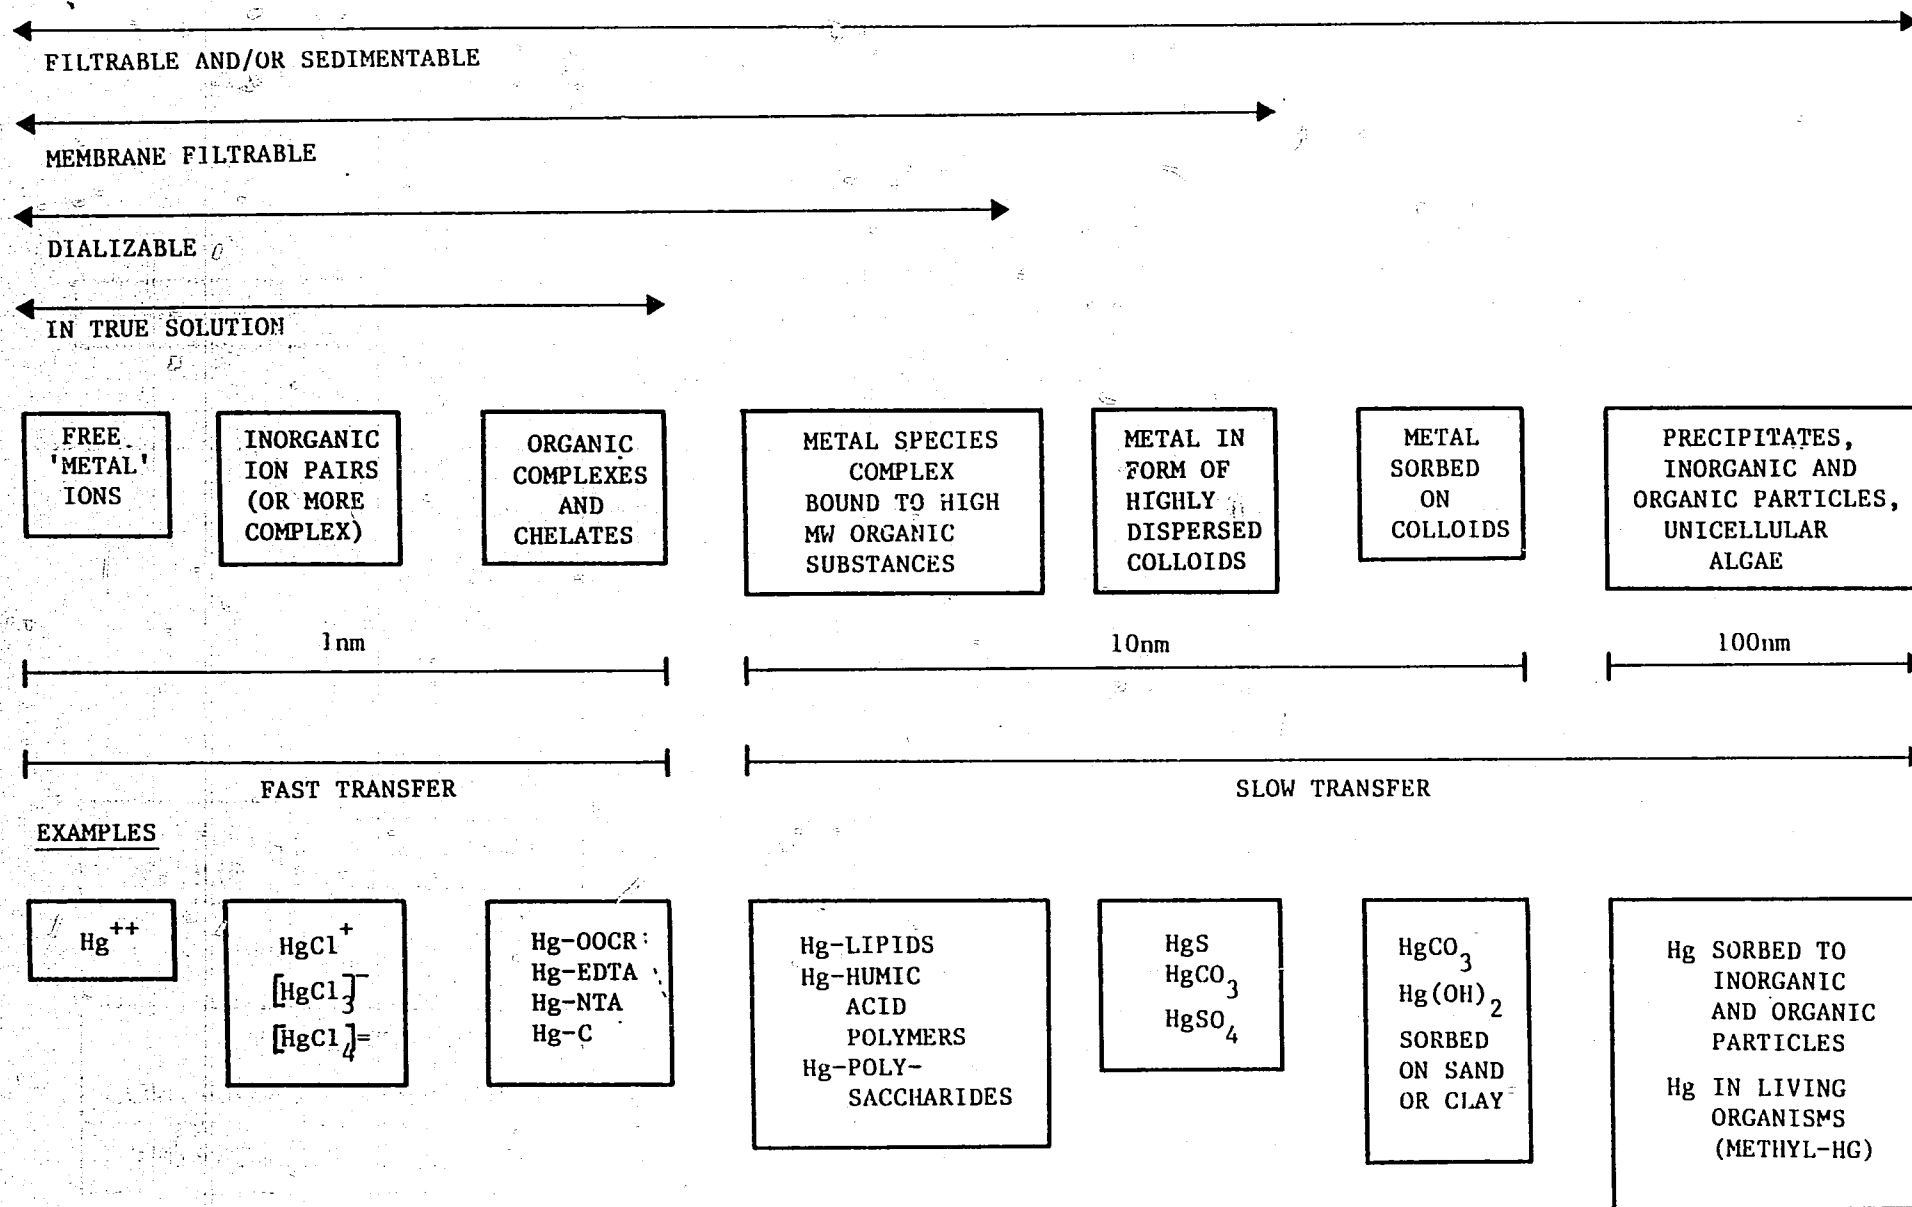 FILTRABLE AND/OR SEDIMENTABLE
MEMBRANE FILTRABLE
DIALIZABLE
IN TRUE SOLUTION
FREE
'METAL'
IONS
INORGANIC
ION PAIRS
(OR MORE
COMPLEX)
ORGANIC
COMPLEXES
AND
CHELATES
METAL SPECIES
COMPLEX
BOUND TO HIGH
MW ORGANIC
SUBSTANCES
METAL IN
FORM OF
HIGHLY
DISPERSED
COLLOIDS
METAL
SORBED
ON
COLLOIDS
PRECIPITATES,
INORGANIC AND
ORGANIC PARTICLES,
UNICELLULAR
ALGAE
1nm
10nm
100nm
FAST TRANSFER
SLOW TRANSFER
EXAMPLES
Hg++
HgCl+
[HgCl3]-
[HgCl4]=
Hg-OOCR
Hg-EDTA
Hg-NTA
Hg-C
Hg-LIPIDS
Hg-HUMIC
ACID
POLYMERS
Hg-POLY-
SACCHARIDES
HgS
HgCO3
HgSO4
HgCO3
Hg(OH)2
SORBED
ON SAND
OR CLAY
Hg SORBED TO
INORGANIC
AND ORGANIC
PARTICLES
Hg IN LIVING
ORGANISMS
(METHYL-HG)